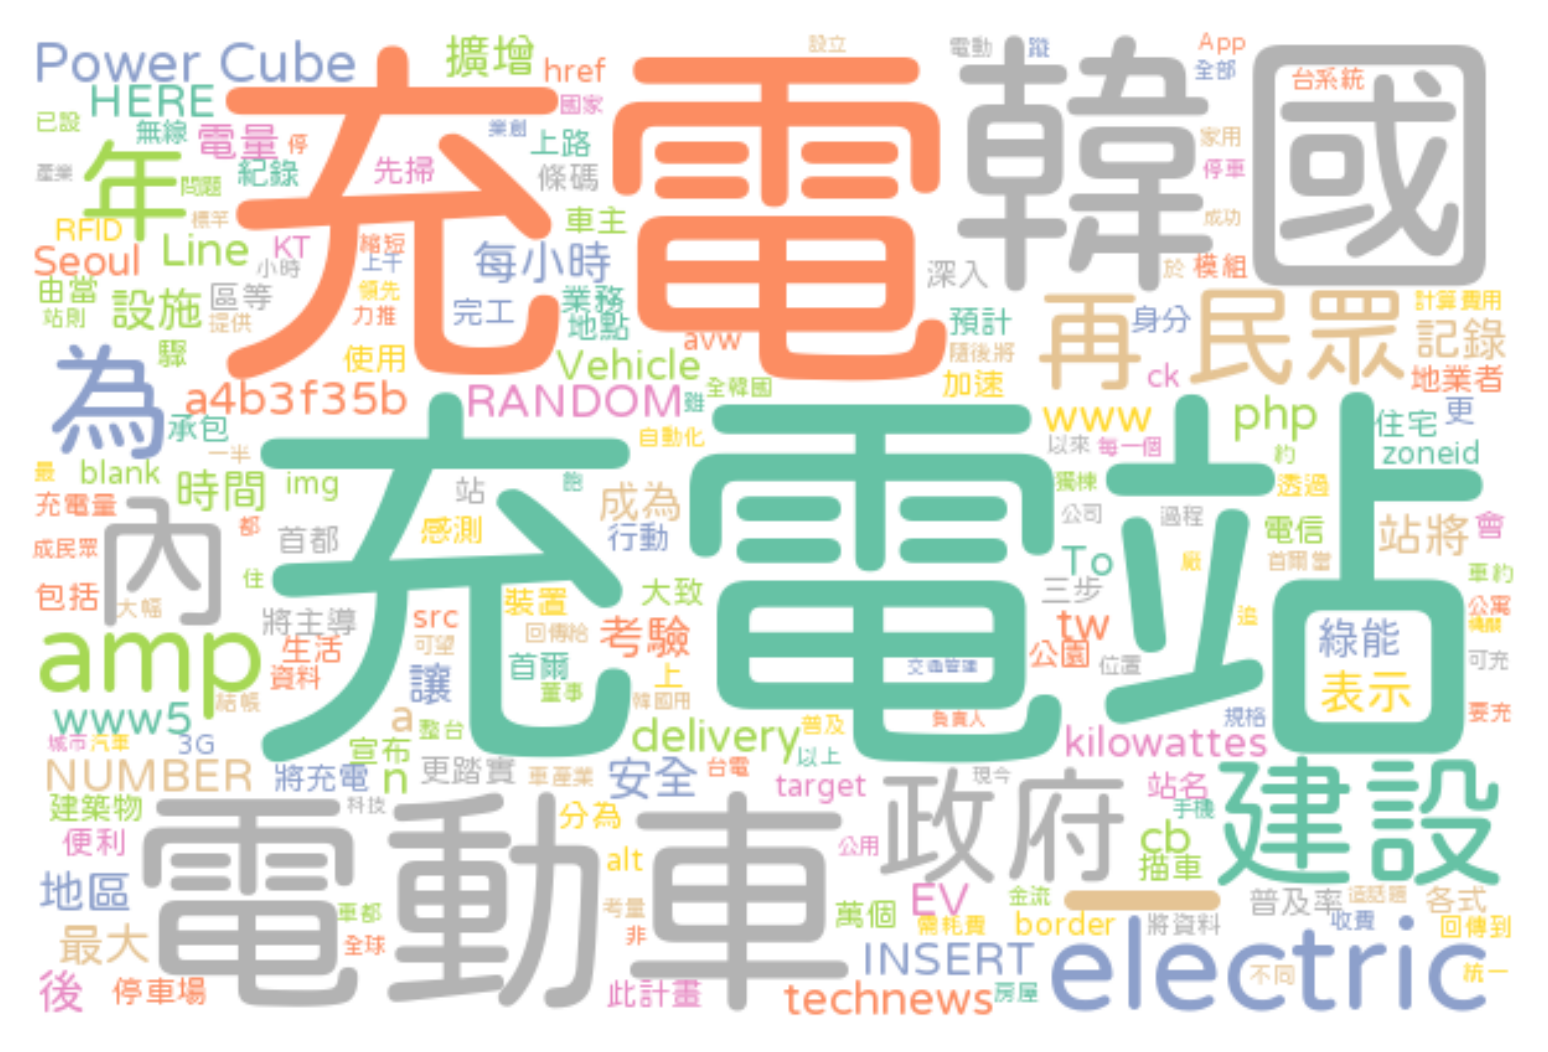 Power Cube
擴增
設立
電動
蹤
App
HERE
href
國家
全部
台系統
充電
韓國
已設
無線
電量
停
業創
上路
家用
產業
年
問題
紀錄
先掃
條碼
停車
RFID
標竿
車主
成功
Seoul
Line
KT
縮短
每小時
小時
上午
深入
於
模組
由當
設施
區等
領先
業務
站則
提供
力推
完工
地點
預計
再
身分
民眾
計算費用
記錄
驟
使用
Vehicle
avw
隨後將
為
a4b3f35b
RANDOM
全韓國
加速
ck
地業者
承包
自動化
www
php
住宅
更
一半
以來
每一個
約
zoneid
最
blank
時間
img
站
飽
成為
獨棟
透過
充電站
充電量
內
都
首都
感測
行動
公司
過程
電信
站將
會
成民眾
To
廠
首爾當
住
車約
包括
大幅
將主導
src
裝置
大致
三步
公寓
amp
生活
可望
回傳給
考驗
tw
追
綠能
機關
資料
讓
首爾
上
交通管理
公園
位置
可充
結帳
董事
韓國用
表示
www5
a
整台
delivery
普及
負責人
規格
要充
城市
汽車
3G
宣布
以上
kilowattes
NUMBER
將充電
n
更踏實
車產業
安全
台電
target
現今
站名
建設
建築物
科技
政府
手機
便利
電動車
分為
公用
cb
alt
描車
地區
車都
考量
萬個
EV
金流
一
普及率
造話題
各式
最大
全球
非
需耗費
border
將資料
收費
回傳到
INSERT
electric
不同
統一
後
停車場
此計畫
technews
房屋